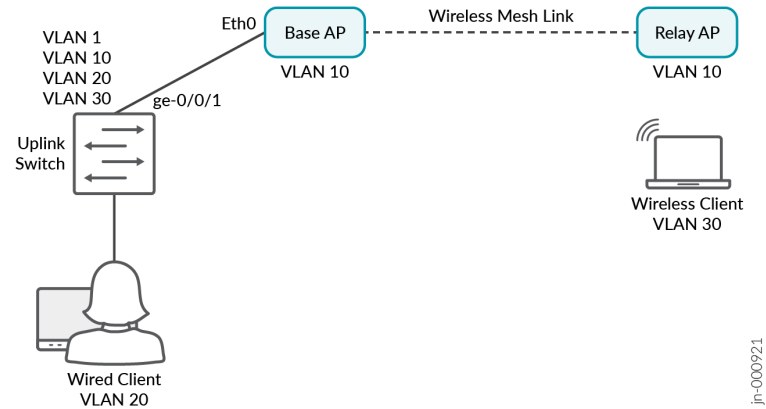 Wireless Mesh Link
Eth0
Base AP
Relay AP
VLAN 1
VLAN 10
VLAN 20
VLAN 30
VLAN 10
VLAN 10
ge-0/0/1
Uplink
Switch
Wireless Client
VLAN 30
Wired Client
VLAN 20
jn-000921